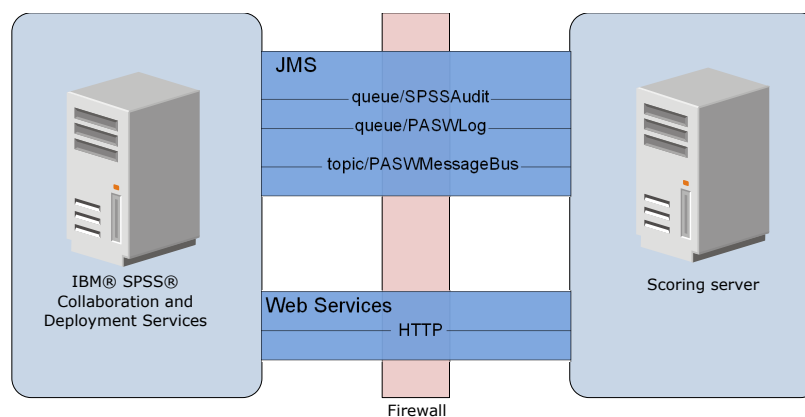 JMS
queue/SPSSAudit
queue/PASWLog
topic/PASWMessageBus
IBM® SPSS®
Collaboration and
Deployment Services
Scoring server
Web Services
HTTP
Firewall